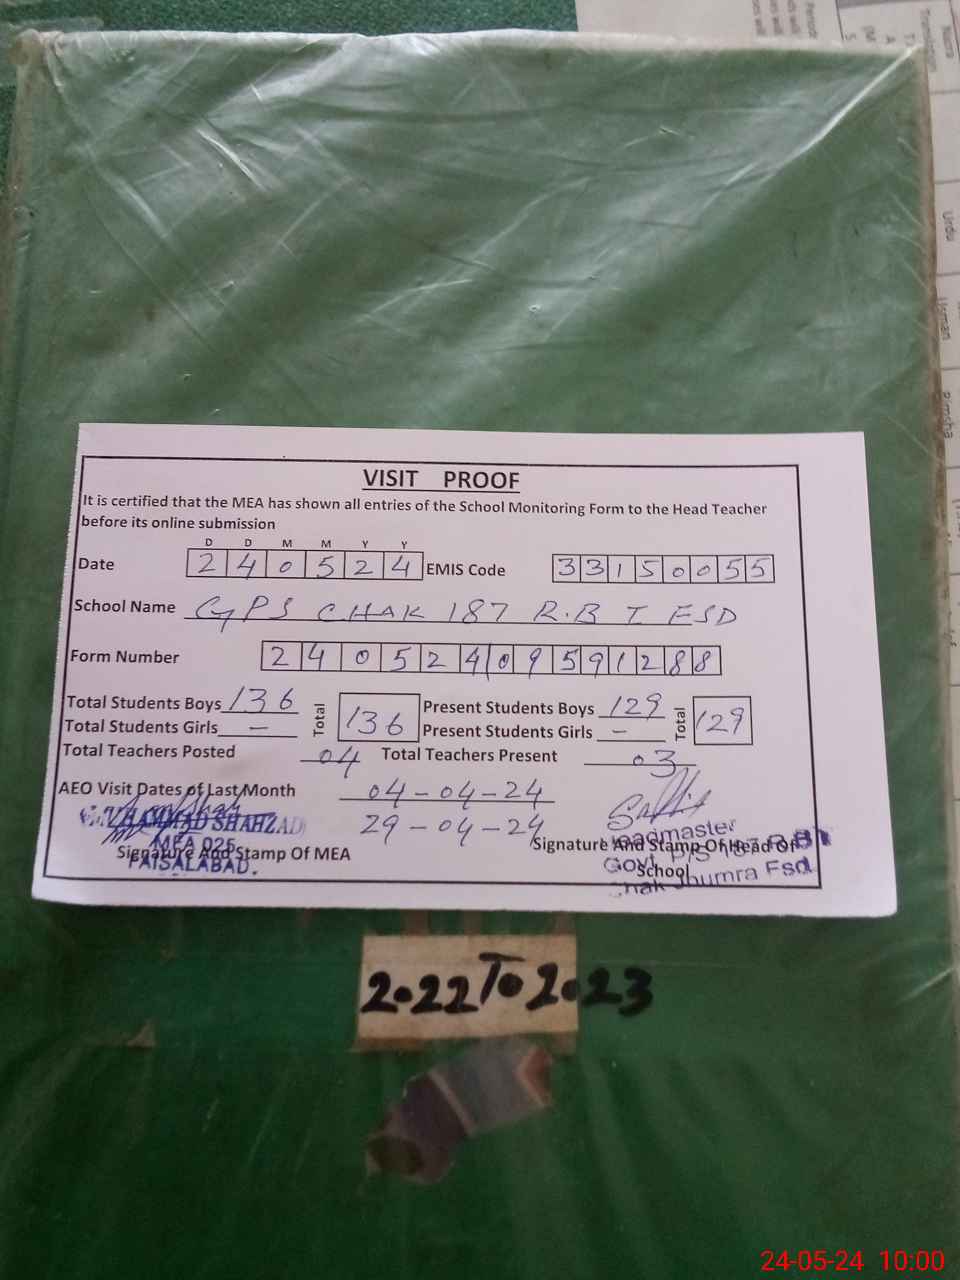 VISIT PROOF
It is certified that the MEA has shown all entries of the School Monitoring Form to the Head Teacher
before its online submission
D D M M Y Y
Date 2 4 0 5 2 4 EMIS Code 3 3 1 5 0 0 5 5
School Name GPS CHAK 187 R.B I FSD
Form Number 2 4 0 5 2 4 0 9 5 9 1 2 8 8
Total Students Boys 136 Total 136 Present Students Boys 129 Total 129
Total Students Girls - Present Students Girls -
Total Teachers Posted 04 Total Teachers Present 03
AEO Visit Dates of Last Month 04-04-24
29-04-24
MUHAMMAD SHAHZAD
MEA 025
FAISALABAD.
Signature And Stamp Of MEA
Signature And Stamp Of Head Of
School
Headmaster
Govt. P/S 187 R.B I
Chak Jhumra Fsd
2022 To 2023
Urdu
Usman
Rimsha
24-05-24 10:00